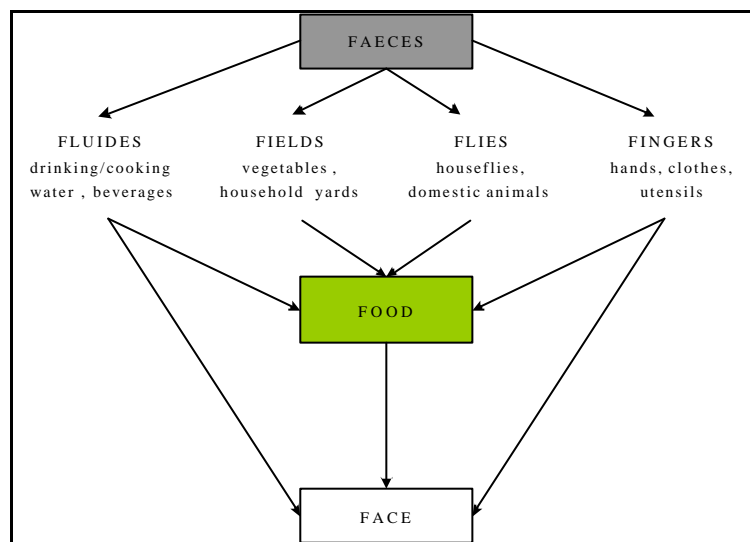 FAECES
FLUIDES
drinking/cooking
water , beverages
FIELDS
vegetables ,
household yards
FLIES
houseflies,
domestic animals
FINGERS
hands, clothes,
utensils
FOOD
FACE